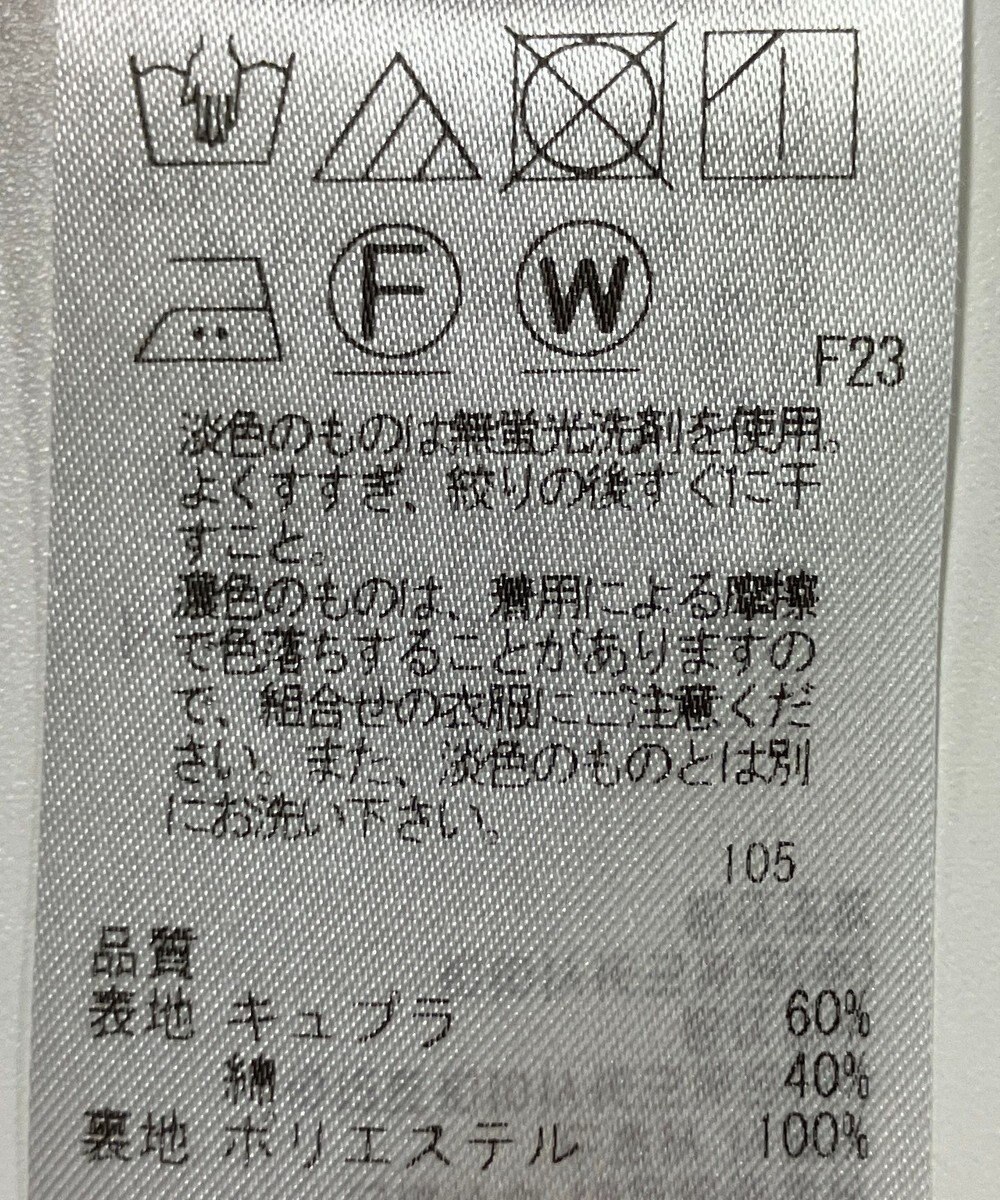 F
W
F23
淡色のものは無蛍光洗剤を使用。
よくすすぎ、絞りの後すぐに干
すこと。
濃色のものは、着用による摩擦
で色落ちすることがありますの
で、組合せの衣服にご注意くだ
さい。また、淡色のものとは別
にお洗い下さい。
105
品質
表地 キュプラ 60%
綿 40%
裏地 ポリエステル 100%